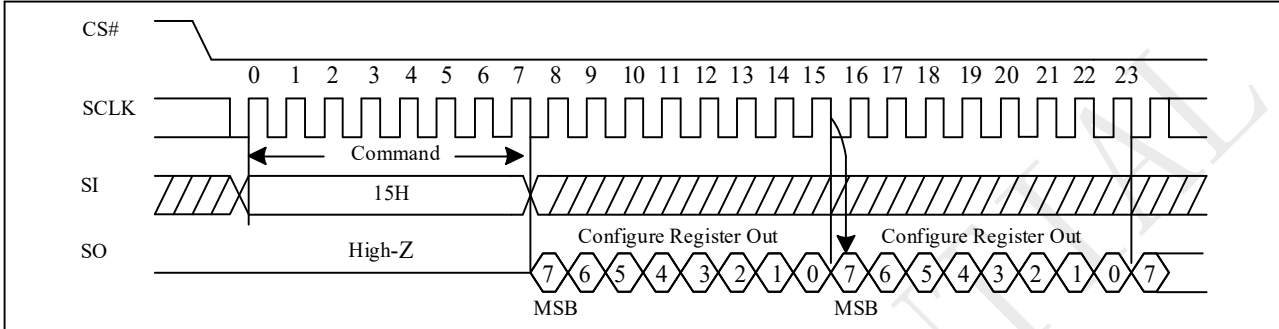 CS#
0 1 2 3 4 5 6 7 8 9 10 11 12 13 14 15 16 17 18 19 20 21 22 23
SCLK
Command
SI
15H
SO
High-Z
Configure Register Out
Configure Register Out
7 6 5 4 3 2 1 0 7 6 5 4 3 2 1 0 7
MSB
MSB